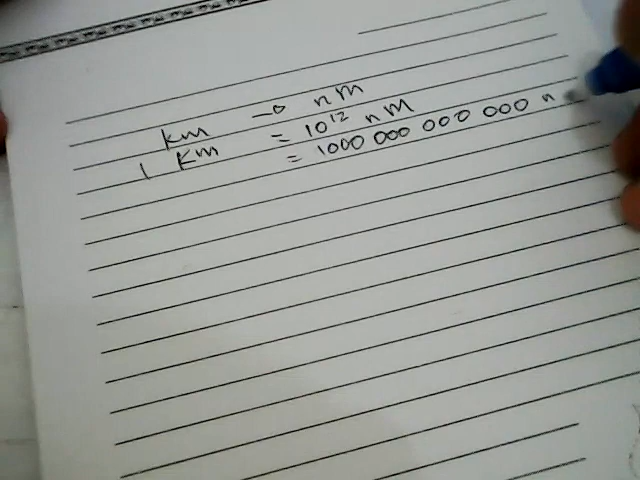 km → nM
1 Km = 10¹² nM
= 1000 000 000 000 n